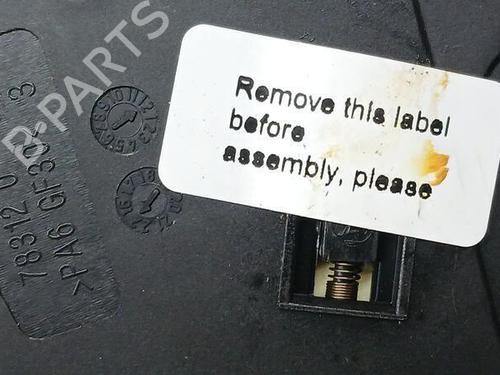 B-PARTS
Remove this label
before
assembly, please
78312 0
>PA6 GF30< 3